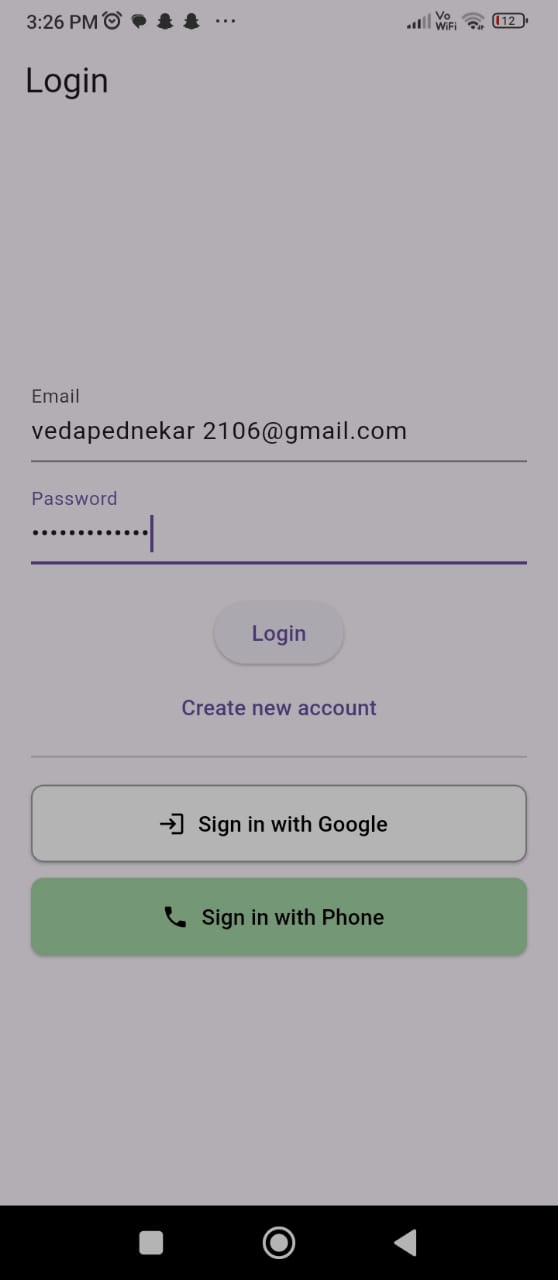 3:26 PM
Vo
WiFi
12
Login
Email
vedapednekar 2106@gmail.com
Password
•••••••••••••
Login
Create new account
Sign in with Google
Sign in with Phone